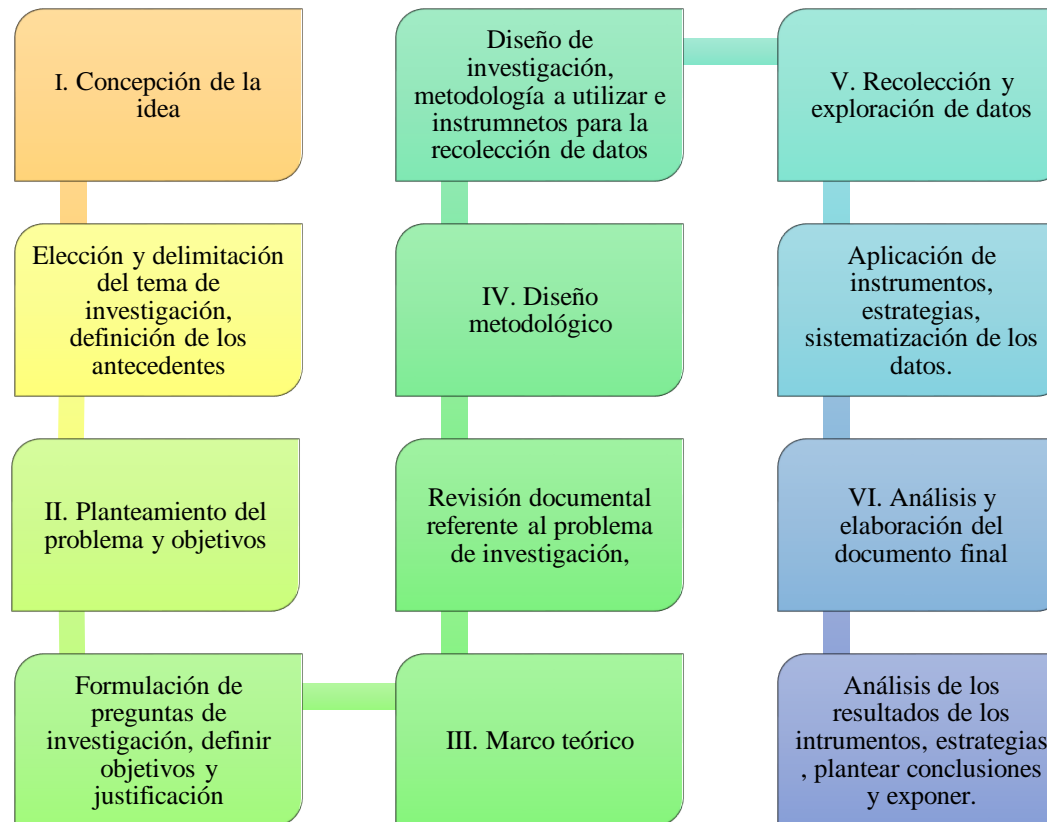 I. Concepción de la
idea
Elección y delimitación
del tema de
investigación,
definición de los
antecedentes
II. Planteamiento del
problema y objetivos
Formulación de
preguntas de
investigación, definir
objetivos y
justificación
III. Marco teórico
Revisión documental
referente al problema
de investigación,
IV. Diseño
metodológico
Diseño de
investigación,
metodología a utilizar e
instrumnetos para la
recolección de datos
V. Recolección y
exploración de datos
Aplicación de
instrumentos,
estrategias,
sistematización de los
datos.
VI. Análisis y
elaboración del
documento final
Análisis de los
resultados de los
intrumentos, estrategias
, plantear conclusiones
y exponer.